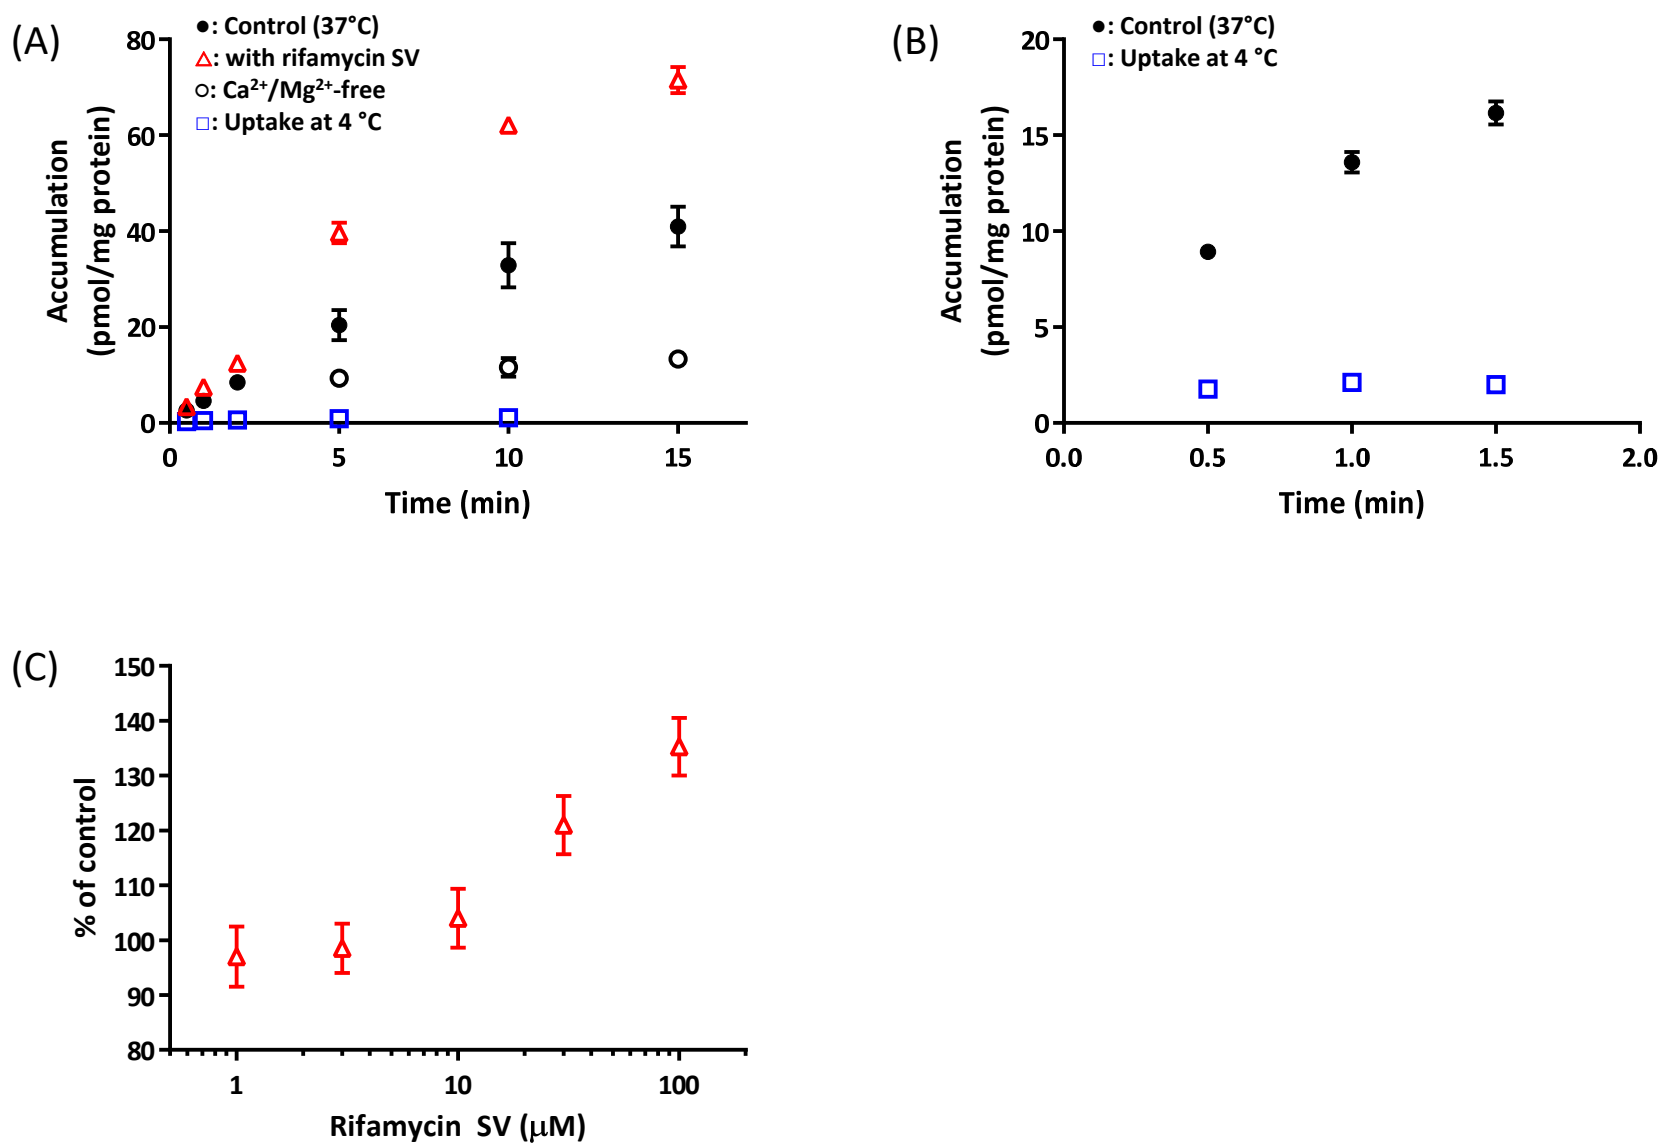 (A)
●: Control (37°C)
△: with rifamycin SV
○: Ca²⁺/Mg²⁺-free
□: Uptake at 4 °C
Accumulation
(pmol/mg protein)
80
60
40
20
0
0 5 10 15
Time (min)
(B)
●: Control (37°C)
□: Uptake at 4 °C
Accumulation
(pmol/mg protein)
20
15
10
5
0
0.0 0.5 1.0 1.5 2.0
Time (min)
(C)
% of control
150
140
130
120
110
100
90
80
1 10 100
Rifamycin SV (μM)